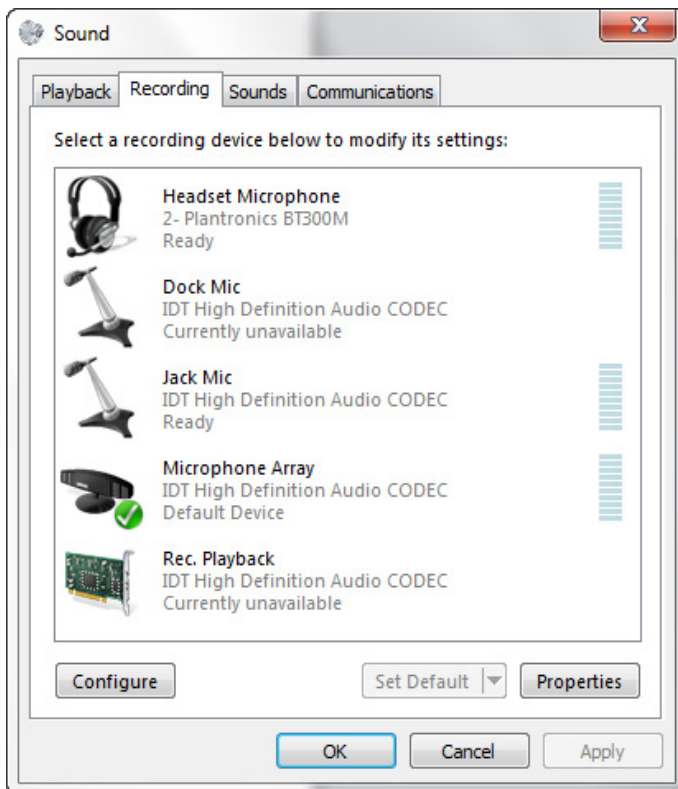 Sound
Playback Recording Sounds Communications
Select a recording device below to modify its settings:
Headset Microphone
2- Plantronics BT300M
Ready
Dock Mic
IDT High Definition Audio CODEC
Currently unavailable
Jack Mic
IDT High Definition Audio CODEC
Ready
Microphone Array
IDT High Definition Audio CODEC
Default Device
Rec. Playback
IDT High Definition Audio CODEC
Currently unavailable
Configure Set Default Properties
OK Cancel Apply